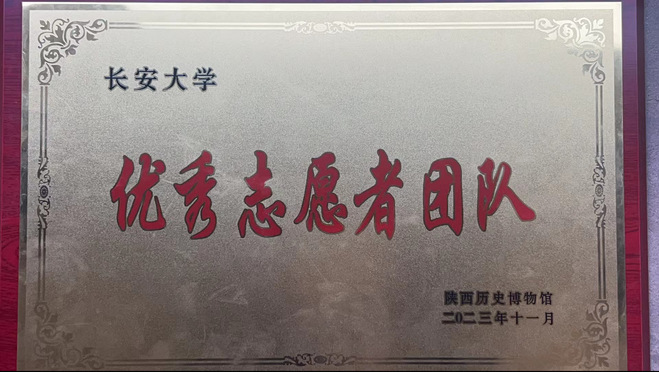 长安大学
优秀志愿者团队
陕西历史博物馆
二〇二三年十一月